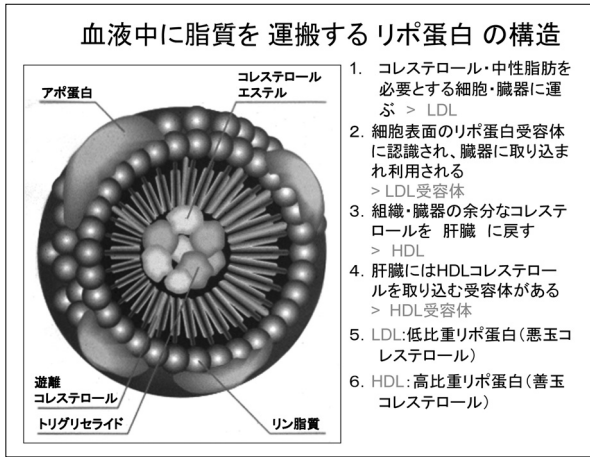 血液中に脂質を 運搬する リポ蛋白 の構造
コレステロール
エステル
アポ蛋白
遊離
コレステロール
トリグリセライド
リン脂質
1. コレステロール・中性脂肪を
必要とする細胞・臓器に運
ぶ > LDL
2. 細胞表面のリポ蛋白受容体
に認識され、臓器に取り込ま
れ利用される
> LDL受容体
3. 組織・臓器の余分なコレステ
ロールを 肝臓 に戻す
> HDL
4. 肝臓にはHDLコレステロー
ルを取り込む受容体がある
> HDL受容体
5. LDL:低比重リポ蛋白(悪玉コ
レステロール)
6. HDL:高比重リポ蛋白(善玉
コレステロール)